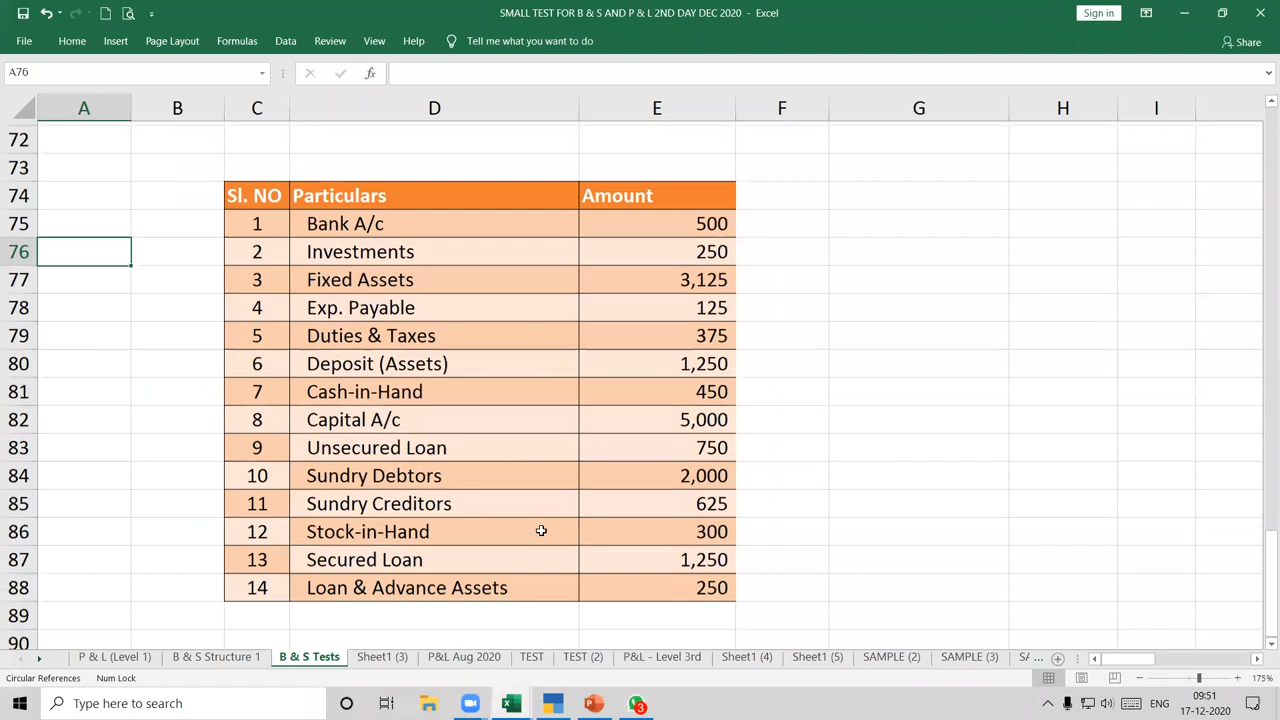 SMALL TEST FOR B & S AND P & L 2ND DAY DEC 2020 - Excel
Sign in
File Home Insert Page Layout Formulas Data Review View Help Tell me what you want to do Share
A76 fx
A B C D E F G H I
72
73
74 Sl. NO Particulars Amount
75 1 Bank A/c 500
76 2 Investments 250
77 3 Fixed Assets 3,125
78 4 Exp. Payable 125
79 5 Duties & Taxes 375
80 6 Deposit (Assets) 1,250
81 7 Cash-in-Hand 450
82 8 Capital A/c 5,000
83 9 Unsecured Loan 750
84 10 Sundry Debtors 2,000
85 11 Sundry Creditors 625
86 12 Stock-in-Hand 300
87 13 Secured Loan 1,250
88 14 Loan & Advance Assets 250
89
90
P & L (Level 1) B & S Structure 1 B & S Tests Sheet1 (3) P&L Aug 2020 TEST TEST (2) P&L - Level 3rd Sheet1 (4) Sheet1 (5) SAMPLE (2) SAMPLE (3) SA ...
Circular References Num Lock 175%
Type here to search 3 09:51
17-12-2020